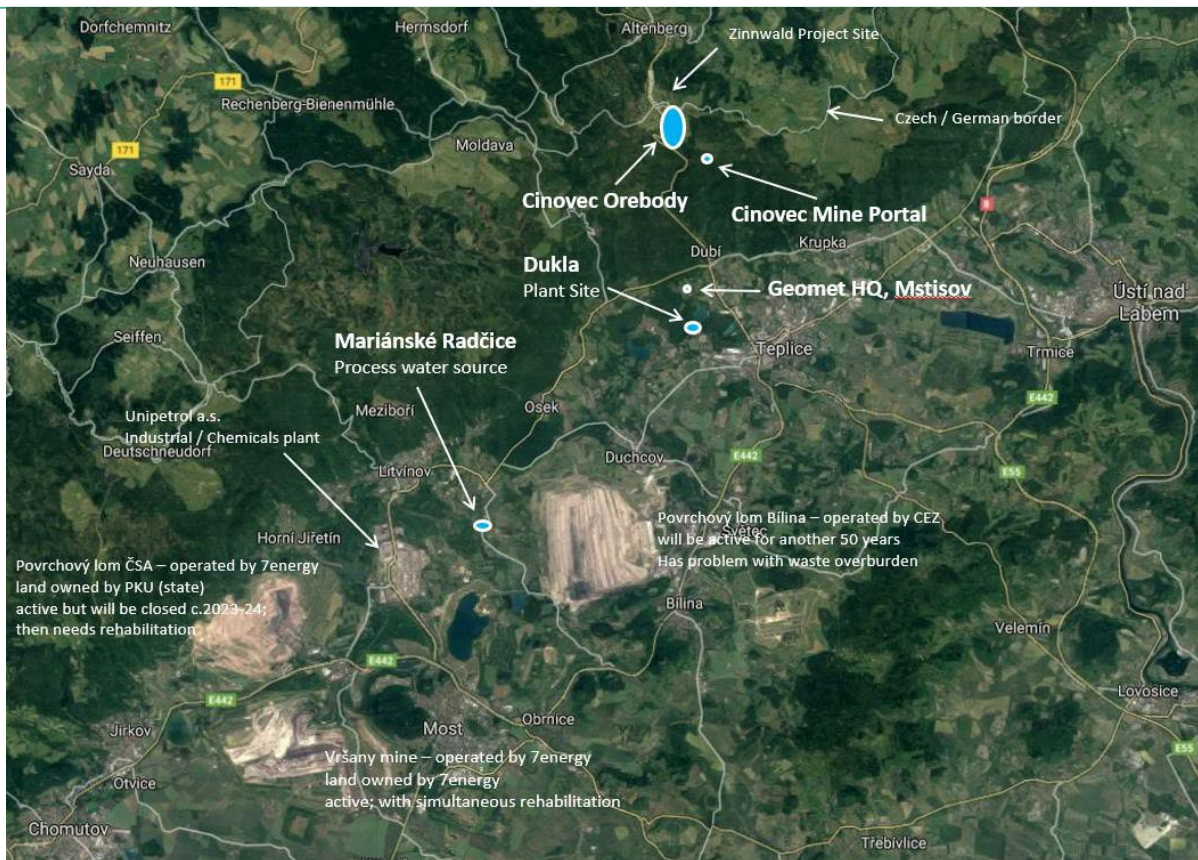 Dorfchemnitz
Hermsdorf
Altenberg
Zinnwald Project Site
171
Rechenberg-Bienenmühle
Czech / German border
Moldava
171
Sayda
Cinovec Orebody
Cinovec Mine Portal
8
Krupka
Dubí
Neuhausen
Dukla
Plant Site
Geomet HQ, Mstisov
Ústí nad
Labem
Seiffen
Mariánské Radčice
Process water source
Teplice
Trmice
E442
Meziboří
Osek
Unipetrol a.s.
Industrial / Chemicals plant
Deutschneudorf
Litvínov
Duchcov
E442
E55
Horní Jiřetín
Povrchový lom Bílina – operated by CEZ
will be active for another 50 years
Has problem with waste overburden
Světec
Povrchový lom ČSA – operated by 7energy
land owned by PKU (state)
active but will be closed c.2023-24;
then needs rehabilitation
Bílina
Velemín
E442
E442
Lovosice
Jirkov
Most
Obrnice
E55
Vršany mine – operated by 7energy
land owned by 7energy
active; with simultaneous rehabilitation
Otvice
Chomutov
Třebívlice